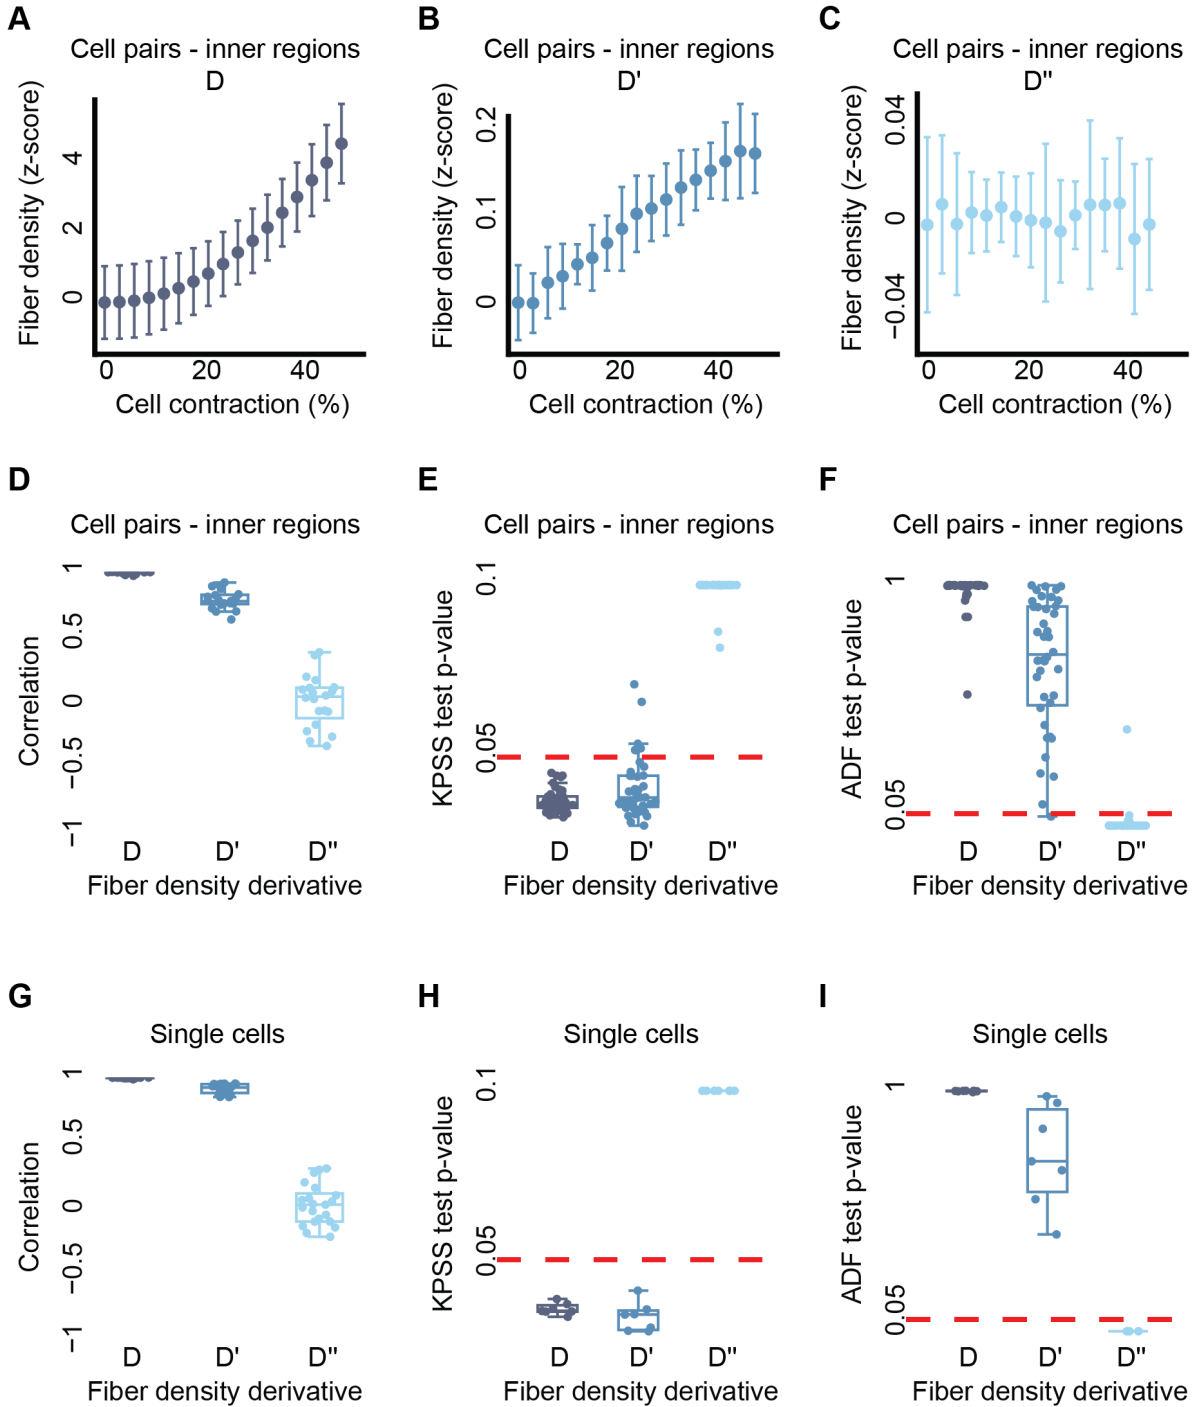 A
Cell pairs - inner regions
D
Fiber density (z-score)
4
2
0
0 20 40
Cell contraction (%)
B
Cell pairs - inner regions
D'
Fiber density (z-score)
0.2
0.1
0
0 20 40
Cell contraction (%)
C
Cell pairs - inner regions
D"
Fiber density (z-score)
0.04
0
−0.04
0 20 40
Cell contraction (%)
D
Cell pairs - inner regions
Correlation
1
0.5
0
−0.5
−1
D D' D"
Fiber density derivative
E
Cell pairs - inner regions
KPSS test p-value
0.1
0.05
D D' D"
Fiber density derivative
F
Cell pairs - inner regions
ADF test p-value
1
0.05
D D' D"
Fiber density derivative
G
Single cells
Correlation
1
0.5
0
−0.5
−1
D D' D"
Fiber density derivative
H
Single cells
KPSS test p-value
0.1
0.05
D D' D"
Fiber density derivative
I
Single cells
ADF test p-value
1
0.05
D D' D"
Fiber density derivative